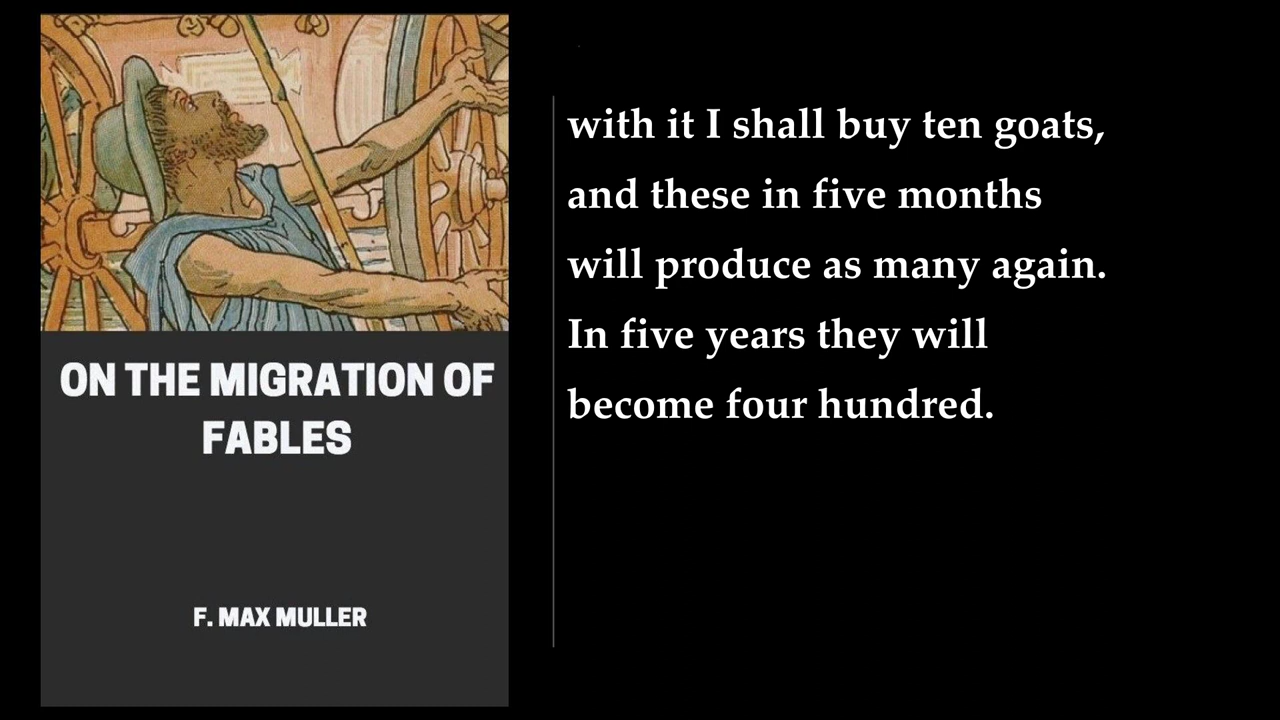 ON THE MIGRATION OF
FABLES
F. MAX MULLER
with it I shall buy ten goats,
and these in five months
will produce as many again.
In five years they will
become four hundred.